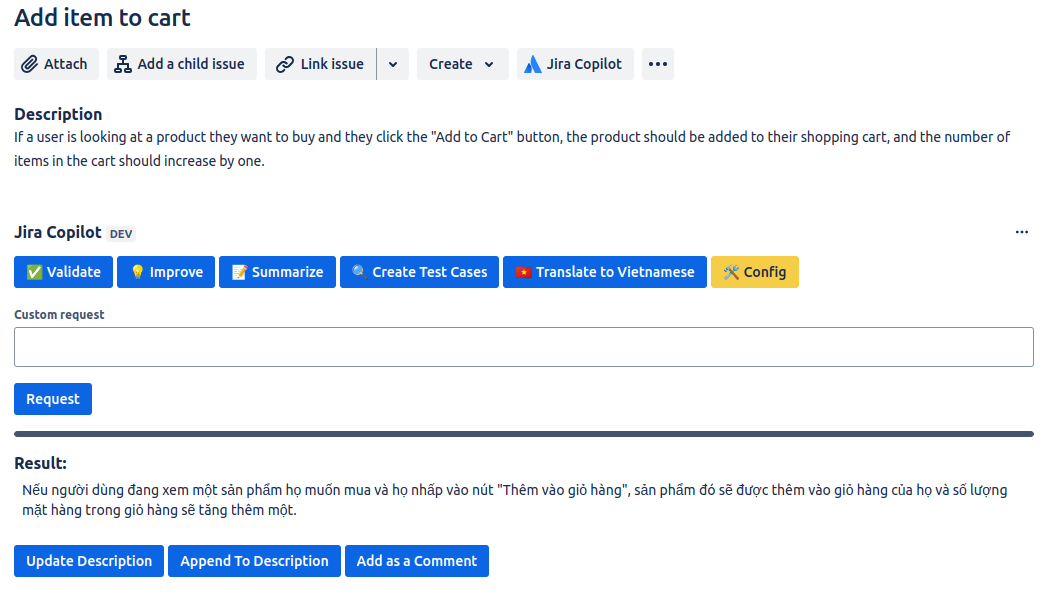 Add item to cart
Attach
Add a child issue
Link issue
Create
Jira Copilot
Description
If a user is looking at a product they want to buy and they click the "Add to Cart" button, the product should be added to their shopping cart, and the number of
items in the cart should increase by one.
Jira Copilot DEV
Validate
Improve
Summarize
Create Test Cases
Translate to Vietnamese
Config
Custom request
Request
Result:
Nếu người dùng đang xem một sản phẩm họ muốn mua và họ nhấp vào nút "Thêm vào giỏ hàng", sản phẩm đó sẽ được thêm vào giỏ hàng của họ và số lượng
mặt hàng trong giỏ hàng sẽ tăng thêm một.
Update Description
Append To Description
Add as a Comment